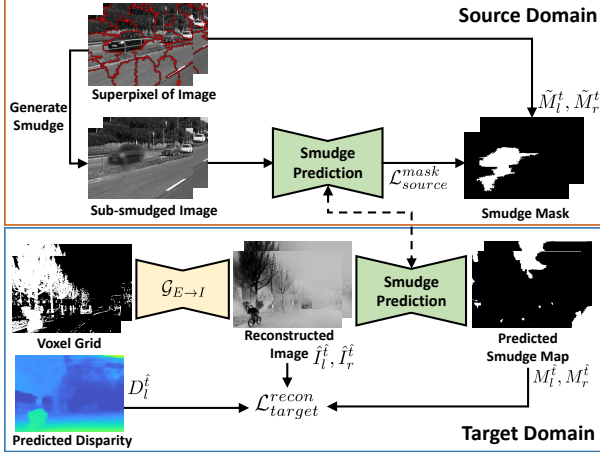 Source Domain
Superpixel of Image
Generate
Smudge
$\tilde{M}_l^t, \tilde{M}_r^t$
Smudge
Prediction
$\mathcal{L}_{source}^{mask}$
Sub-smudged Image
Smudge Mask
$\mathcal{G}_{E \to I}$
Smudge
Prediction
Voxel Grid
Reconstructed
Image
$\hat{I}_l^{\hat{t}}, \hat{I}_r^{\hat{t}}$
Predicted
Smudge Map
$M_l^{\hat{t}}, M_r^{\hat{t}}$
$D_l^{\hat{t}}$
$\mathcal{L}_{target}^{recon}$
Predicted Disparity
Target Domain